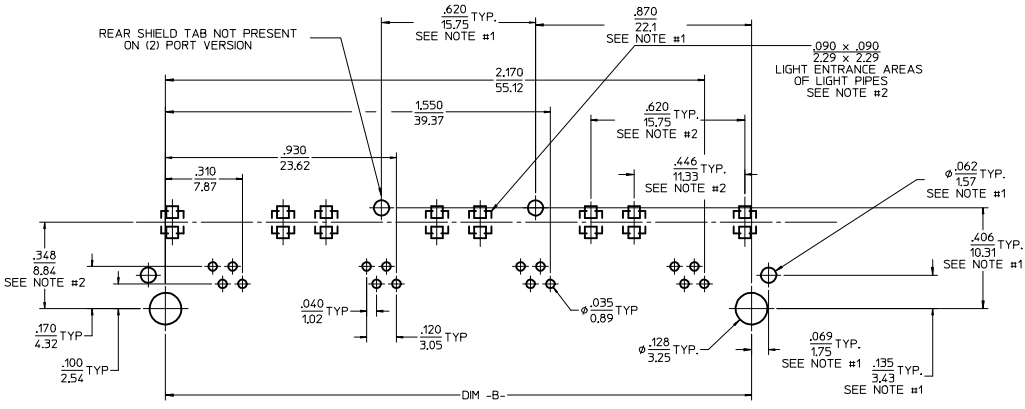 .620 TYP.
15.75
SEE NOTE #1
.870
22.1
SEE NOTE #1
REAR SHIELD TAB NOT PRESENT
ON (2) PORT VERSION
.090 x .090
2.29 x 2.29
LIGHT ENTRANCE AREAS
OF LIGHT PIPES
SEE NOTE #2
2.170
55.12
1.550
39.37
.620 TYP.
15.75
SEE NOTE #2
.930
23.62
.446 TYP.
11.33
SEE NOTE #2
.310
7.87
ø .062 TYP.
1.57
SEE NOTE #1
.348
8.84
SEE NOTE #2
.406
10.31
SEE NOTE #1
.040 TYP
1.02
ø .035 TYP
0.89
.170 TYP
4.32
.120 TYP
3.05
ø .128 TYP.
3.25
.069 TYP.
1.75
SEE NOTE #1
.100 TYP
2.54
.135 TYP.
3.43
SEE NOTE #1
DIM -B-